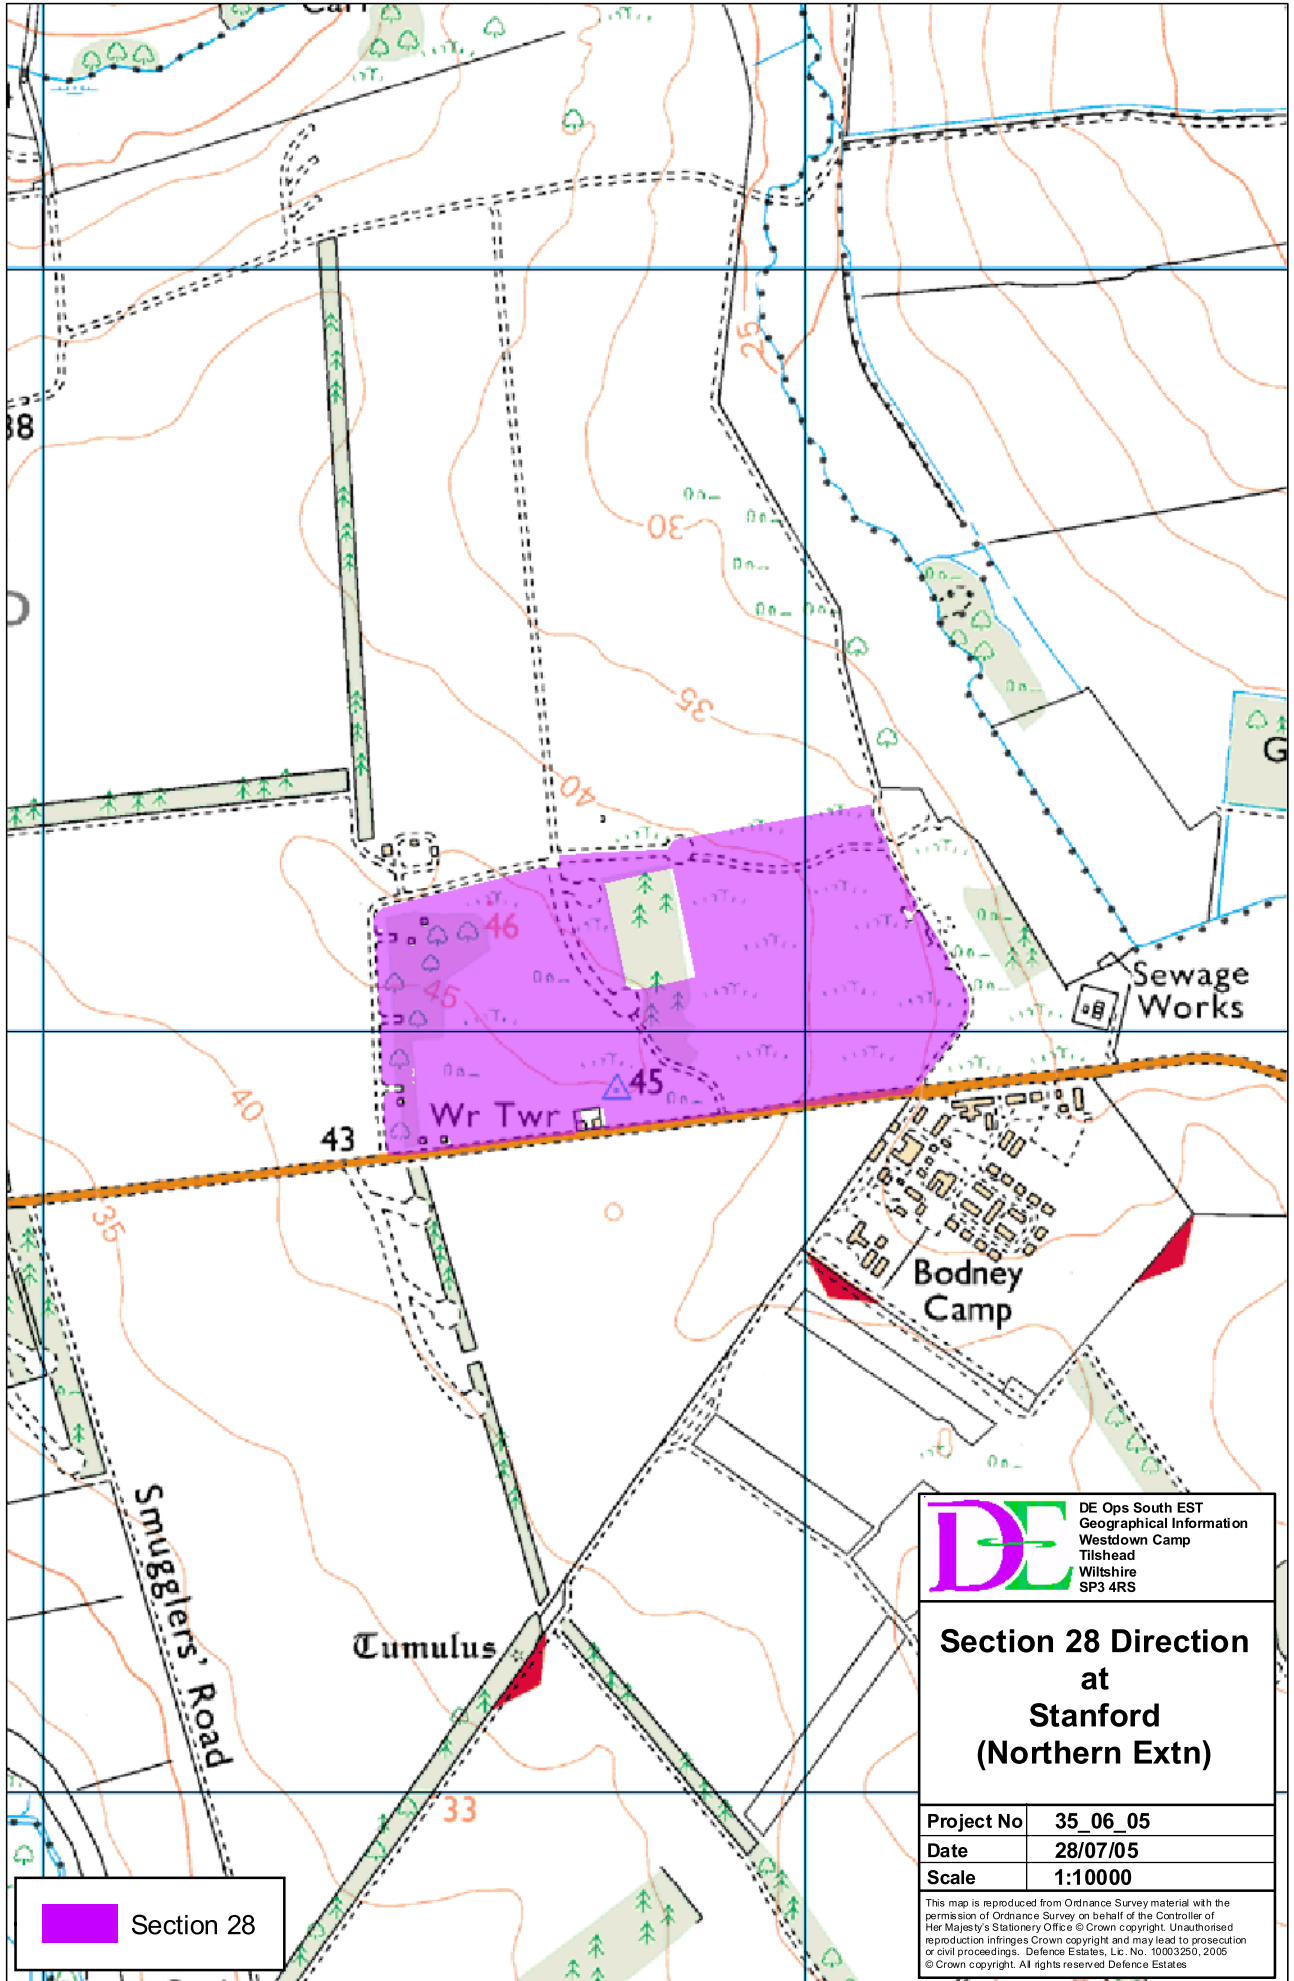 25
30
35
40
46
45
Sewage
Works
45
Wr Twr
40
43
35
Bodney
Camp
Smugglers' Road
Tumulus
33
DE
DE Ops South EST
Geographical Information
Westdown Camp
Tilshead
Wiltshire
SP3 4RS
Section 28 Direction
at
Stanford
(Northern Extn)
Project No 35_06_05
Date 28/07/05
Scale 1:10000
This map is reproduced from Ordnance Survey material with the
permission of Ordnance Survey on behalf of the Controller of
Her Majesty's Stationery Office © Crown copyright. Unauthorised
reproduction infringes Crown copyright and may lead to prosecution
or civil proceedings. Defence Estates, Lic. No. 10003250, 2005
© Crown copyright. All rights reserved Defence Estates
Section 28